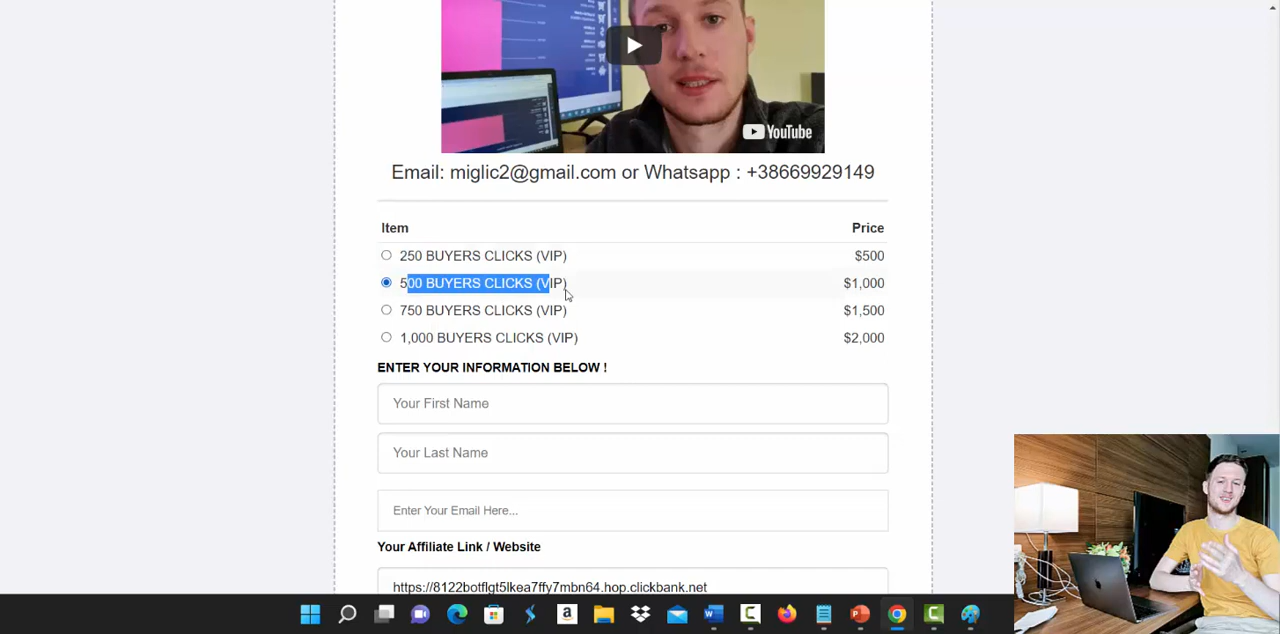 YouTube
Email: miglic2@gmail.com or Whatsapp : +38669929149
Item Price
250 BUYERS CLICKS (VIP) $500
500 BUYERS CLICKS (VIP) $1,000
750 BUYERS CLICKS (VIP) $1,500
1,000 BUYERS CLICKS (VIP) $2,000
ENTER YOUR INFORMATION BELOW !
Your First Name
Your Last Name
Enter Your Email Here...
Your Affiliate Link / Website
https://8122botflgt5lkea7ffy7mbn64.hop.clickbank.net